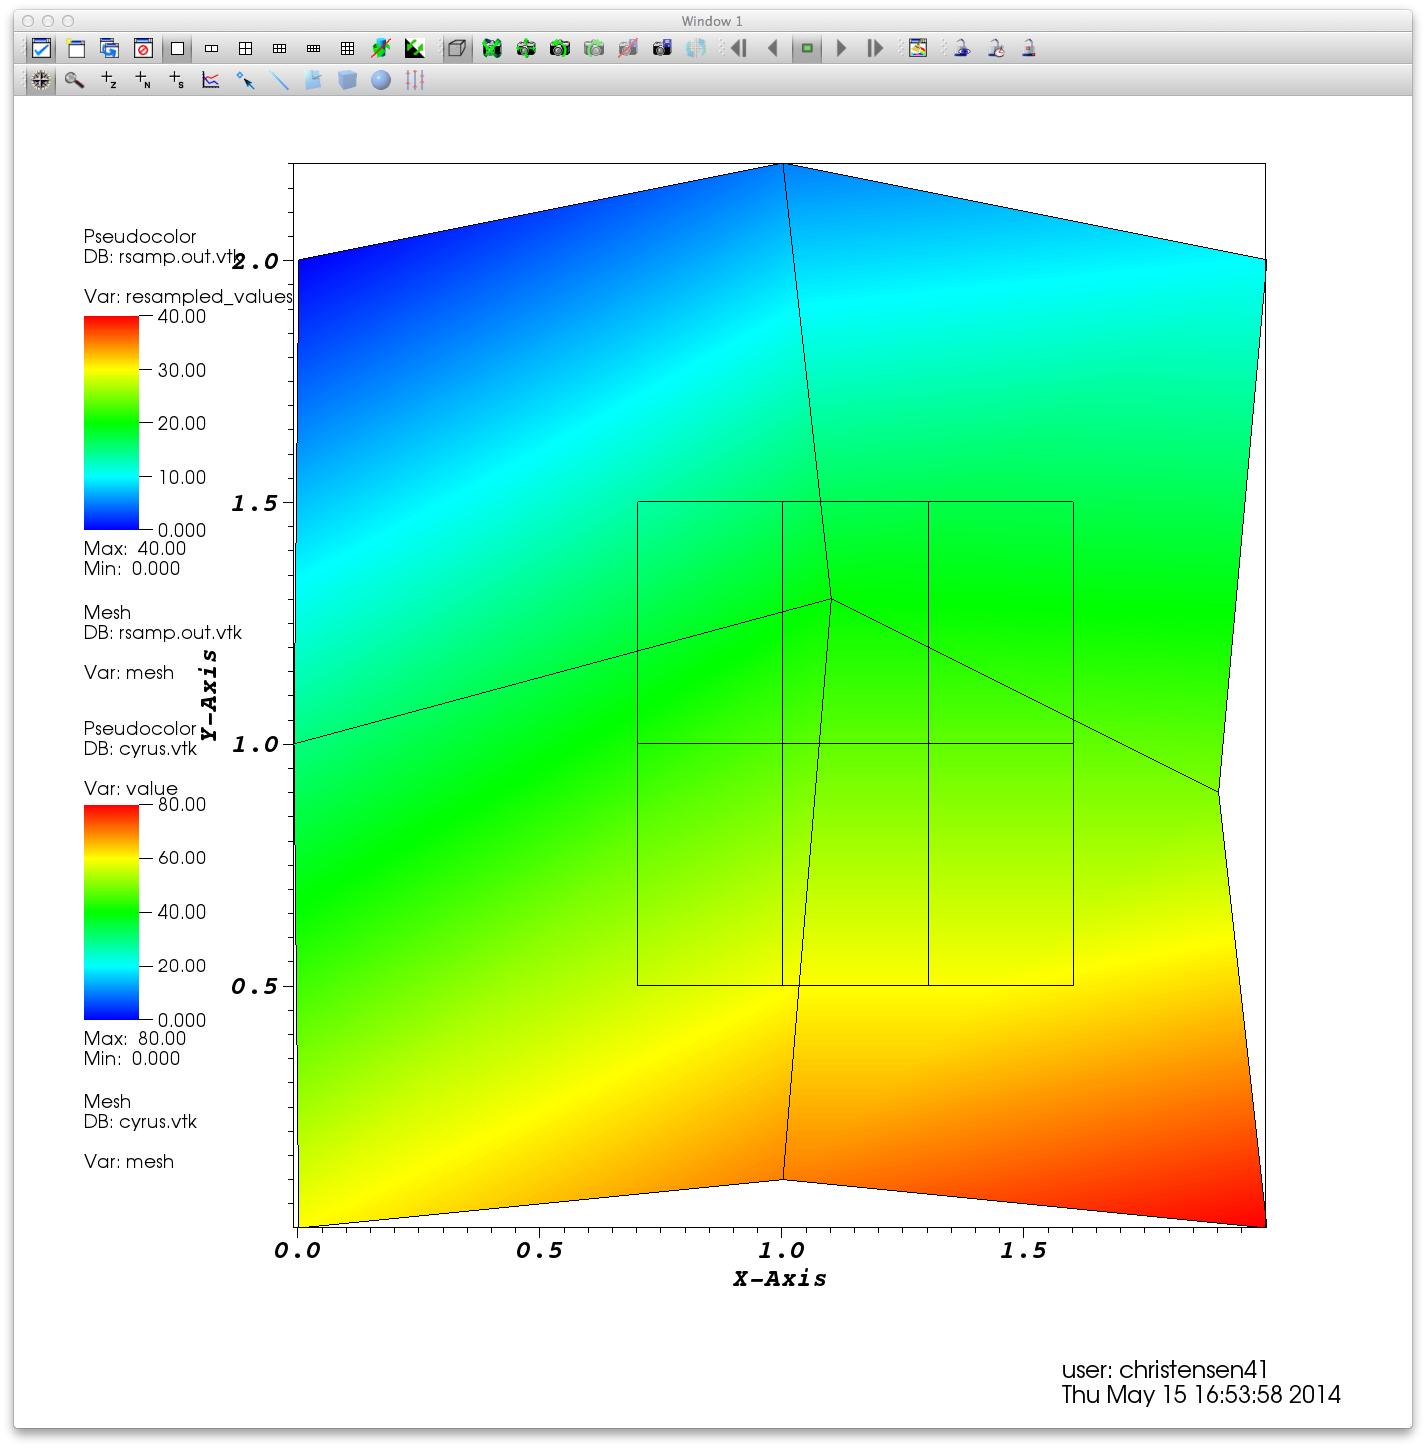 Window 1
Z
N
S
Pseudocolor
DB: rsamp.out.vtk
Var: resampled_values
40.00
30.00
20.00
10.00
0.000
Max: 40.00
Min: 0.000
Mesh
DB: rsamp.out.vtk
Var: mesh
Pseudocolor
DB: cyrus.vtk
Var: value
80.00
60.00
40.00
20.00
0.000
Max: 80.00
Min: 0.000
Mesh
DB: cyrus.vtk
Var: mesh
2.0
1.5
1.0
0.5
Y-Axis
0.0 0.5 1.0 1.5
X-Axis
user: christensen41
Thu May 15 16:53:58 2014